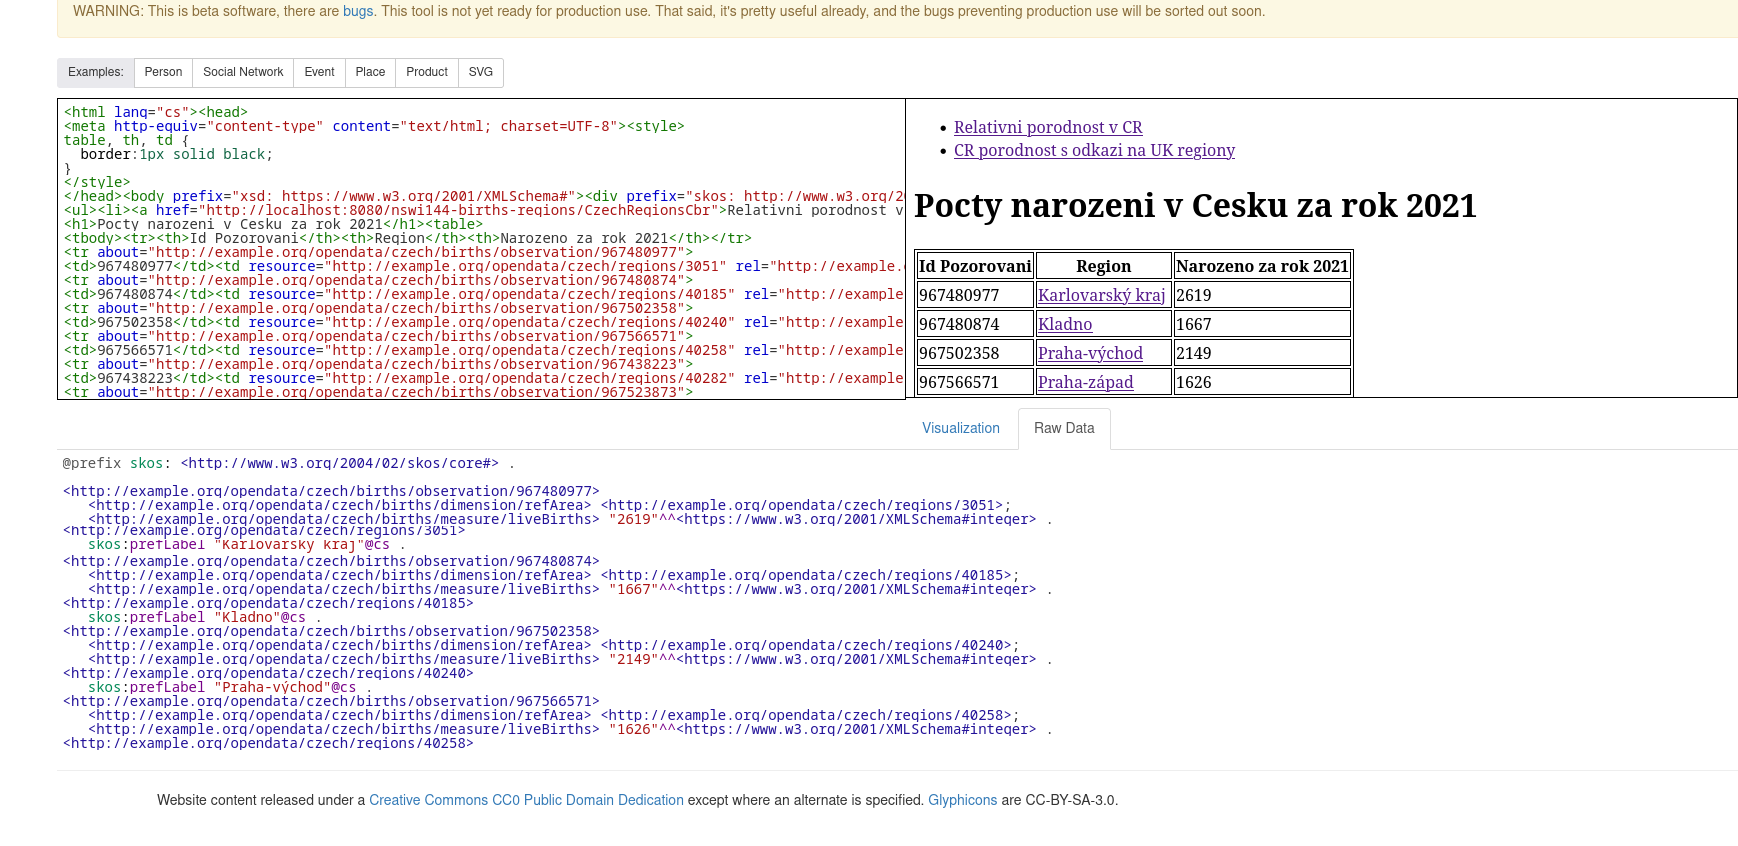 WARNING: This is beta software, there are bugs. This tool is not yet ready for production use. That said, it's pretty useful already, and the bugs preventing production use will be sorted out soon.
Examples: Person Social Network Event Place Product SVG
<html lang="cs"><head>
<meta http-equiv="content-type" content="text/html; charset=UTF-8"><style>
table, th, td {
  border:1px solid black;
}
</style>
</head><body prefix="xsd: https://www.w3.org/2001/XMLSchema#"><div prefix="skos: http://www.w3.org/20
<ul><li><a href="http://localhost:8080/nswi144-births-regions/CzechRegionsCbr">Relativni porodnost v
<h1>Pocty narozeni v Cesku za rok 2021</h1><table>
<tbody><tr><th>Id Pozorovani</th><th>Region</th><th>Narozeno za rok 2021</th></tr>
<tr about="http://example.org/opendata/czech/births/observation/967480977">
<td>967480977</td><td resource="http://example.org/opendata/czech/regions/3051" rel="http://example.
<tr about="http://example.org/opendata/czech/births/observation/967480874">
<td>967480874</td><td resource="http://example.org/opendata/czech/regions/40185" rel="http://example
<tr about="http://example.org/opendata/czech/births/observation/967502358">
<td>967502358</td><td resource="http://example.org/opendata/czech/regions/40240" rel="http://example
<tr about="http://example.org/opendata/czech/births/observation/967566571">
<td>967566571</td><td resource="http://example.org/opendata/czech/regions/40258" rel="http://example
<tr about="http://example.org/opendata/czech/births/observation/967438223">
<td>967438223</td><td resource="http://example.org/opendata/czech/regions/40282" rel="http://example
<tr about="http://example.org/opendata/czech/births/observation/967523873">
• Relativni porodnost v CR
• CR porodnost s odkazi na UK regiony
Pocty narozeni v Cesku za rok 2021
Id Pozorovani Region Narozeno za rok 2021
967480977 Karlovarský kraj 2619
967480874 Kladno 1667
967502358 Praha-východ 2149
967566571 Praha-západ 1626
Visualization Raw Data
@prefix skos: <http://www.w3.org/2004/02/skos/core#> .
<http://example.org/opendata/czech/births/observation/967480977>
   <http://example.org/opendata/czech/births/dimension/refArea> <http://example.org/opendata/czech/regions/3051>;
   <http://example.org/opendata/czech/births/measure/liveBirths> "2619"^^<https://www.w3.org/2001/XMLSchema#integer> .
<http://example.org/opendata/czech/regions/3051>
   skos:prefLabel "Karlovarský kraj"@cs .
<http://example.org/opendata/czech/births/observation/967480874>
   <http://example.org/opendata/czech/births/dimension/refArea> <http://example.org/opendata/czech/regions/40185>;
   <http://example.org/opendata/czech/births/measure/liveBirths> "1667"^^<https://www.w3.org/2001/XMLSchema#integer> .
<http://example.org/opendata/czech/regions/40185>
   skos:prefLabel "Kladno"@cs .
<http://example.org/opendata/czech/births/observation/967502358>
   <http://example.org/opendata/czech/births/dimension/refArea> <http://example.org/opendata/czech/regions/40240>;
   <http://example.org/opendata/czech/births/measure/liveBirths> "2149"^^<https://www.w3.org/2001/XMLSchema#integer> .
<http://example.org/opendata/czech/regions/40240>
   skos:prefLabel "Praha-východ"@cs .
<http://example.org/opendata/czech/births/observation/967566571>
   <http://example.org/opendata/czech/births/dimension/refArea> <http://example.org/opendata/czech/regions/40258>;
   <http://example.org/opendata/czech/births/measure/liveBirths> "1626"^^<https://www.w3.org/2001/XMLSchema#integer> .
<http://example.org/opendata/czech/regions/40258>
Website content released under a Creative Commons CC0 Public Domain Dedication except where an alternate is specified. Glyphicons are CC-BY-SA-3.0.